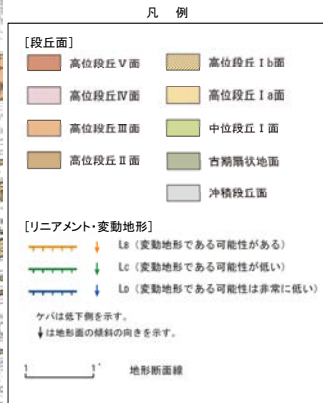 凡 例
[段丘面]
高位段丘Ⅴ面
高位段丘Ⅰb面
高位段丘Ⅳ面
高位段丘Ⅰa面
高位段丘Ⅲ面
中位段丘Ⅰ面
高位段丘Ⅱ面
古期扇状地面
沖積段丘面
[リニアメント・変動地形]
LB (変動地形である可能性がある)
LC (変動地形である可能性が低い)
LD (変動地形である可能性は非常に低い)
ケバは低下側を示す。
↓は地形面の傾斜の向きを示す。
1 1'
地形断面線